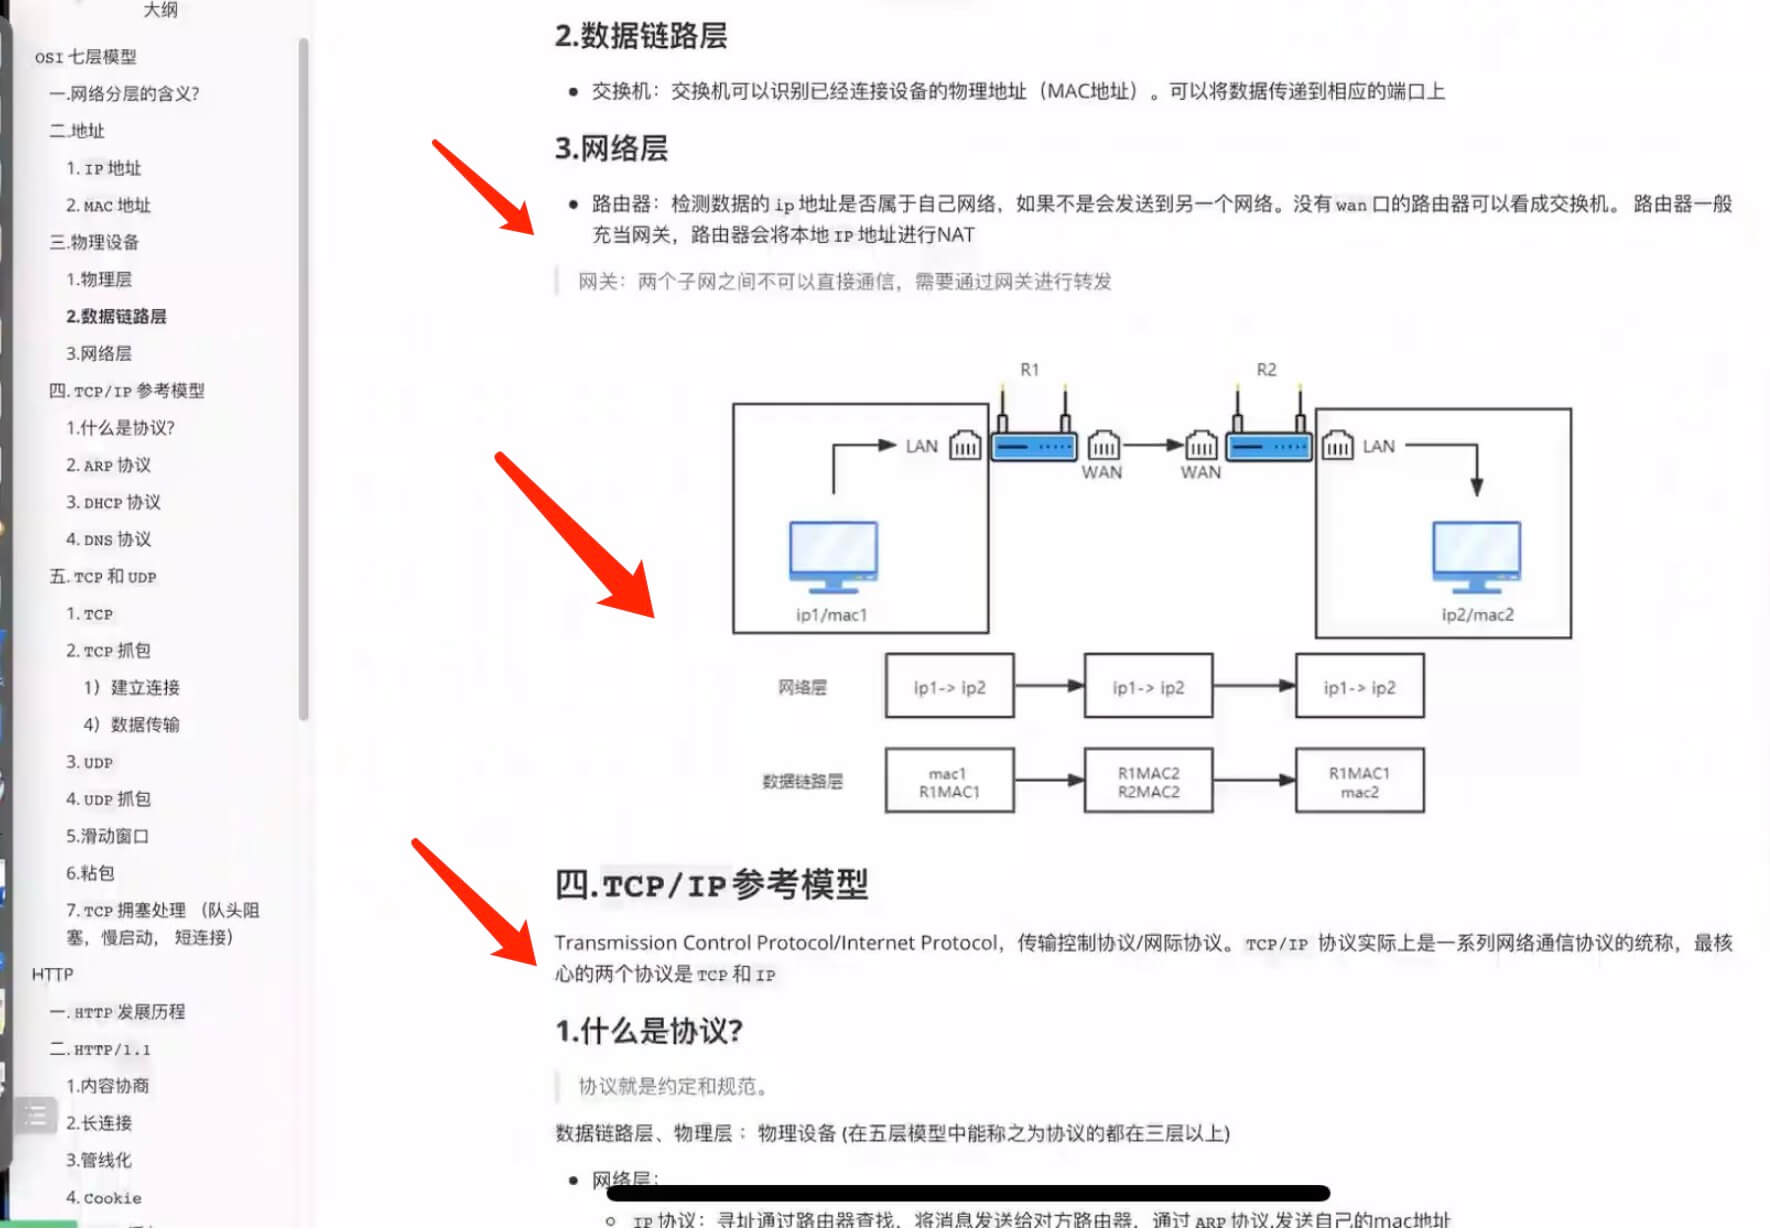 大纲
OSI 七层模型
一.网络分层的含义?
二.地址
1. IP 地址
2. MAC 地址
三.物理设备
1.物理层
2.数据链路层
3.网络层
四. TCP/IP 参考模型
1.什么是协议?
2. ARP 协议
3. DHCP 协议
4. DNS 协议
五. TCP 和 UDP
1. TCP
2. TCP 抓包
1）建立连接
4）数据传输
3. UDP
4. UDP 抓包
5.滑动窗口
6.粘包
7. TCP 拥塞处理 （队头阻
塞，慢启动， 短连接）
HTTP
一. HTTP 发展历程
二. HTTP/1.1
1.内容协商
2.长连接
3.管线化
4. Cookie
2.数据链路层
交换机：交换机可以识别已经连接设备的物理地址（MAC地址）。可以将数据传递到相应的端口上
3.网络层
路由器：检测数据的 ip 地址是否属于自己网络，如果不是会发送到另一个网络。没有 wan 口的路由器可以看成交换机。 路由器一般
充当网关，路由器会将本地 IP 地址进行NAT
网关：两个子网之间不可以直接通信，需要通过网关进行转发
R1 R2
LAN WAN WAN LAN
ip1/mac1 ip2/mac2
网络层 ip1-> ip2 ip1-> ip2 ip1-> ip2
数据链路层
mac1
R1MAC1
R1MAC2
R2MAC2
R1MAC1
mac2
四. TCP/IP 参考模型
Transmission Control Protocol/Internet Protocol，传输控制协议/网际协议。 TCP/IP 协议实际上是一系列网络通信协议的统称，最核
心的两个协议是 TCP 和 IP
1.什么是协议?
协议就是约定和规范。
数据链路层、物理层 ：物理设备 (在五层模型中能称之为协议的都在三层以上)
网络层：
IP 协议：寻址通过路由器查找，将消息发送给对方路由器，通过 ARP 协议,发送自己的mac地址